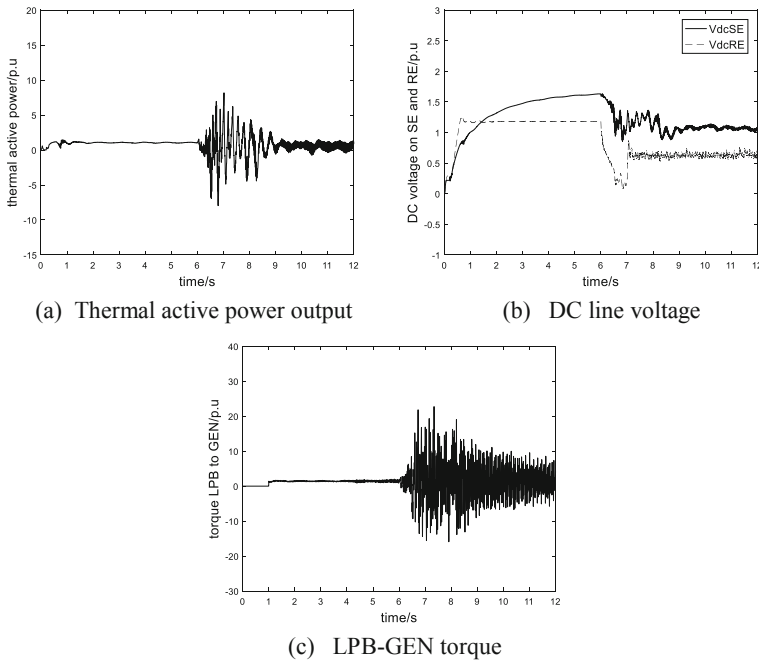 20
15
10
5
0
-5
-10
-15
thermal active power/p.u
0 1 2 3 4 5 6 7 8 9 10 11 12
time/s
(a) Thermal active power output
3
2.5
2
1.5
1
0.5
0
-0.5
-1
DC voltage on SE and RE/p.u
VdcSE
VdcRE
0 1 2 3 4 5 6 7 8 9 10 11 12
time/s
(b) DC line voltage
40
30
20
10
0
-10
-20
-30
torque LPB to GEN/p.u
0 1 2 3 4 5 6 7 8 9 10 11 12
time/s
(c) LPB-GEN torque